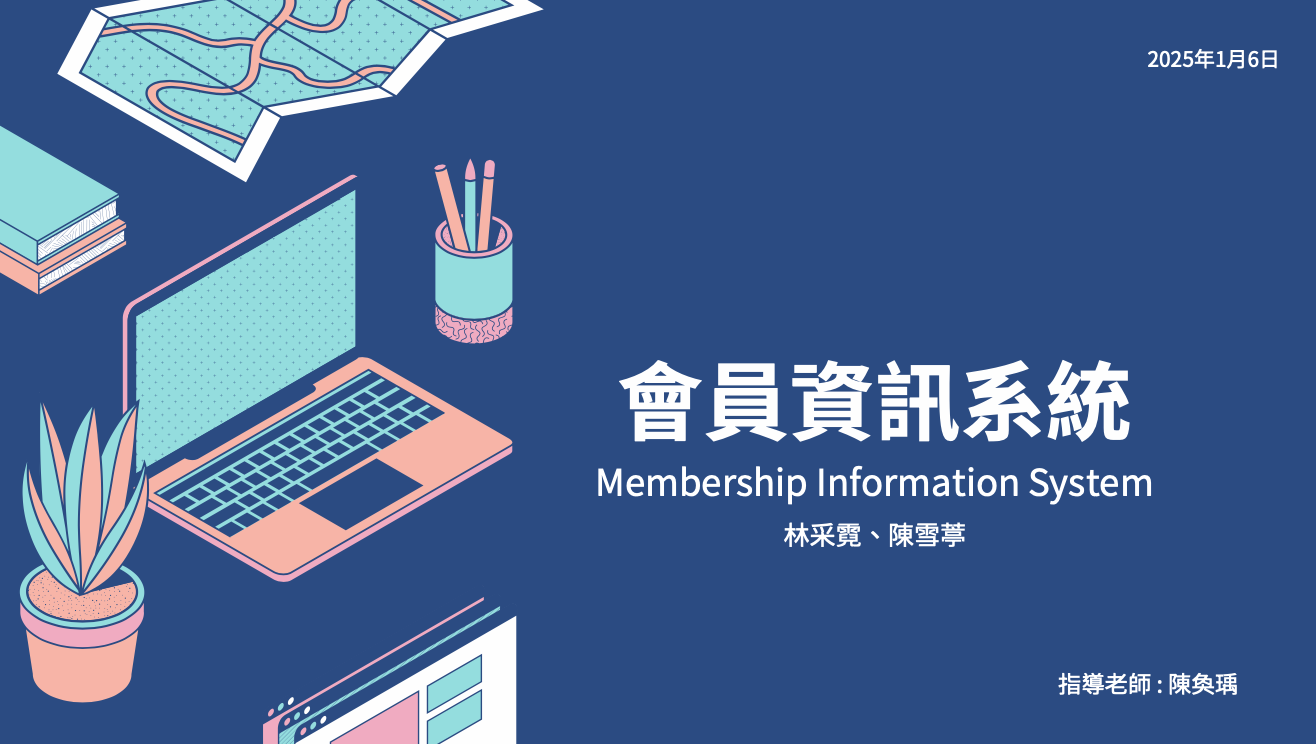 2025年1月6日
會員資訊系統
Membership Information System
林采霓、陳雪葶
指導老師 : 陳奐瑀